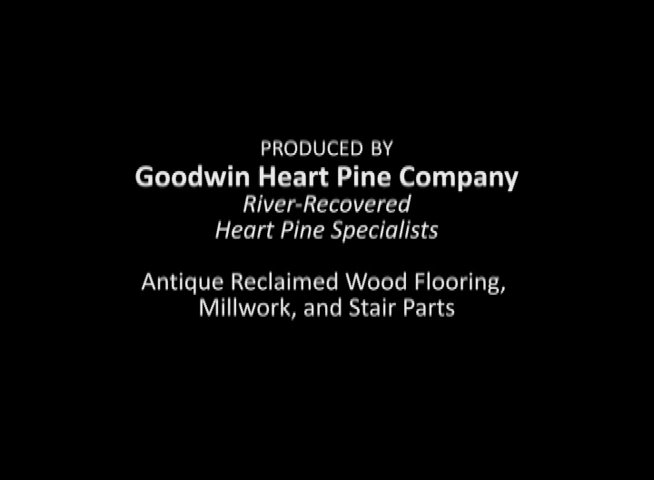 PRODUCED BY
Goodwin Heart Pine Company
River-Recovered
Heart Pine Specialists
Antique Reclaimed Wood Flooring,
Millwork, and Stair Parts